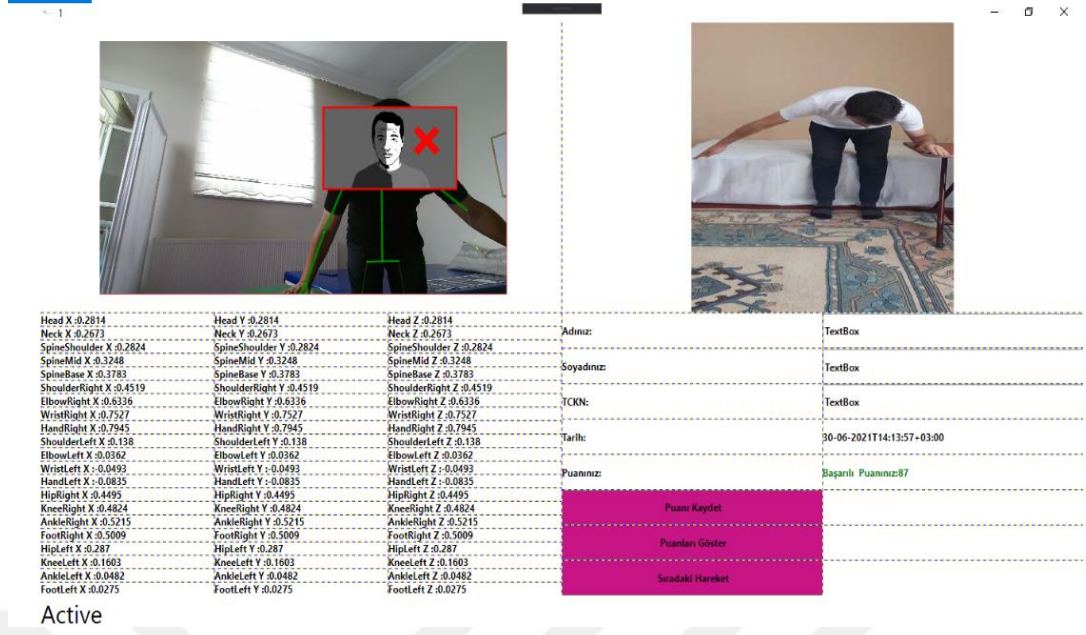 1
Head X :0.2814 Head Y :0.2814 Head Z :0.2814
Neck X :0.2673 Neck Y :0.2673 Neck Z :0.2673
SpineShoulder X :0.2824 SpineShoulder Y :0.2824 SpineShoulder Z :0.2824
SpineMid X :0.3248 SpineMid Y :0.3248 SpineMid Z :0.3248
SpineBase X :0.3783 SpineBase Y :0.3783 SpineBase Z :0.3783
ShoulderRight X :0.4519 ShoulderRight Y :0.4519 ShoulderRight Z :0.4519
ElbowRight X :0.6336 ElbowRight Y :0.6336 ElbowRight Z :0.6336
WristRight X :0.7527 WristRight Y :0.7527 WristRight Z :0.7527
HandRight X :0.7945 HandRight Y :0.7945 HandRight Z :0.7945
ShoulderLeft X :0.138 ShoulderLeft Y :0.138 ShoulderLeft Z :0.138
ElbowLeft X :0.0362 ElbowLeft Y :0.0362 ElbowLeft Z :0.0362
WristLeft X :-0.0493 WristLeft Y :-0.0493 WristLeft Z :-0.0493
HandLeft X :-0.0835 HandLeft Y :-0.0835 HandLeft Z :-0.0835
HipRight X :0.4495 HipRight Y :0.4495 HipRight Z :0.4495
KneeRight X :0.4824 KneeRight Y :0.4824 KneeRight Z :0.4824
AnkleRight X :0.5215 AnkleRight Y :0.5215 AnkleRight Z :0.5215
FootRight X :0.5009 FootRight Y :0.5009 FootRight Z :0.5009
HipLeft X :0.287 HipLeft Y :0.287 HipLeft Z :0.287
KneeLeft X :0.1603 KneeLeft Y :0.1603 KneeLeft Z :0.1603
AnkleLeft X :0.0482 AnkleLeft Y :0.0482 AnkleLeft Z :0.0482
FootLeft X :0.0275 FootLeft Y :0.0275 FootLeft Z :0.0275
Adınız: TextBox
Soyadınız: TextBox
TCKN: TextBox
Tarih: 30-06-2021T14:13:57+03:00
Puanınız: Başarılı Puanınız:87
Puanı Kaydet
Puanları Göster
Sıradaki Hareket
Active